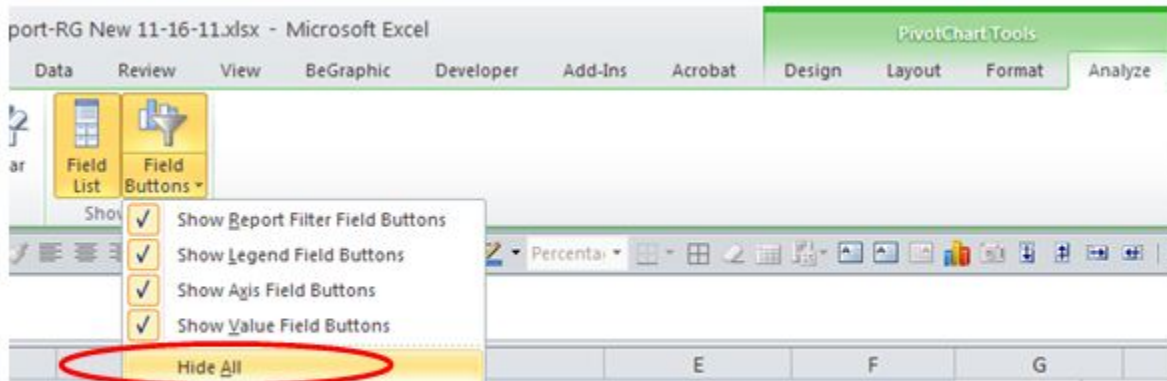 port-RG New 11-16-11.xlsx - Microsoft Excel
PivotChart Tools
Data Review View BeGraphic Developer Add-Ins Acrobat Design Layout Format Analyze
ar
Field List
Field Buttons
Show Report Filter Field Buttons
Show Legend Field Buttons
Percenta
Show Axis Field Buttons
Show Value Field Buttons
Hide All
E F G